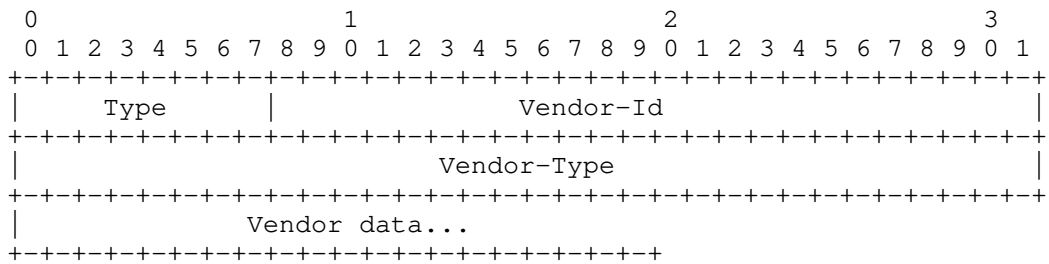 0                   1                   2                   3
 0 1 2 3 4 5 6 7 8 9 0 1 2 3 4 5 6 7 8 9 0 1 2 3 4 5 6 7 8 9 0 1
+-+-+-+-+-+-+-+-+-+-+-+-+-+-+-+-+-+-+-+-+-+-+-+-+-+-+-+-+-+-+-+-+
|     Type      |               Vendor-Id                       |
+-+-+-+-+-+-+-+-+-+-+-+-+-+-+-+-+-+-+-+-+-+-+-+-+-+-+-+-+-+-+-+-+
|                          Vendor-Type                          |
+-+-+-+-+-+-+-+-+-+-+-+-+-+-+-+-+-+-+-+-+-+-+-+-+-+-+-+-+-+-+-+-+
|              Vendor data...
+-+-+-+-+-+-+-+-+-+-+-+-+-+-+-+-+-+-+-+-+